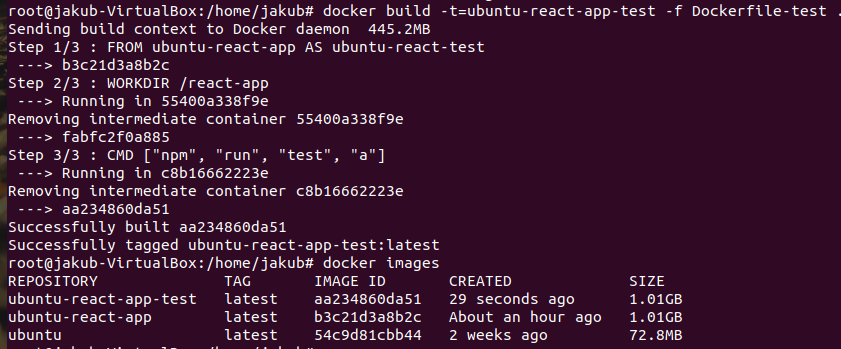 root@jakub-VirtualBox:/home/jakub# docker build -t=ubuntu-react-app-test -f Dockerfile-test .
Sending build context to Docker daemon  445.2MB
Step 1/3 : FROM ubuntu-react-app AS ubuntu-react-test
 ---> b3c21d3a8b2c
Step 2/3 : WORKDIR /react-app
 ---> Running in 55400a338f9e
Removing intermediate container 55400a338f9e
 ---> fabfc2f0a885
Step 3/3 : CMD ["npm", "run", "test", "a"]
 ---> Running in c8b16662223e
Removing intermediate container c8b16662223e
 ---> aa234860da51
Successfully built aa234860da51
Successfully tagged ubuntu-react-app-test:latest
root@jakub-VirtualBox:/home/jakub# docker images
REPOSITORY              TAG       IMAGE ID       CREATED             SIZE
ubuntu-react-app-test   latest    aa234860da51   29 seconds ago      1.01GB
ubuntu-react-app        latest    b3c21d3a8b2c   About an hour ago   1.01GB
ubuntu                  latest    54c9d81cbb44   2 weeks ago         72.8MB